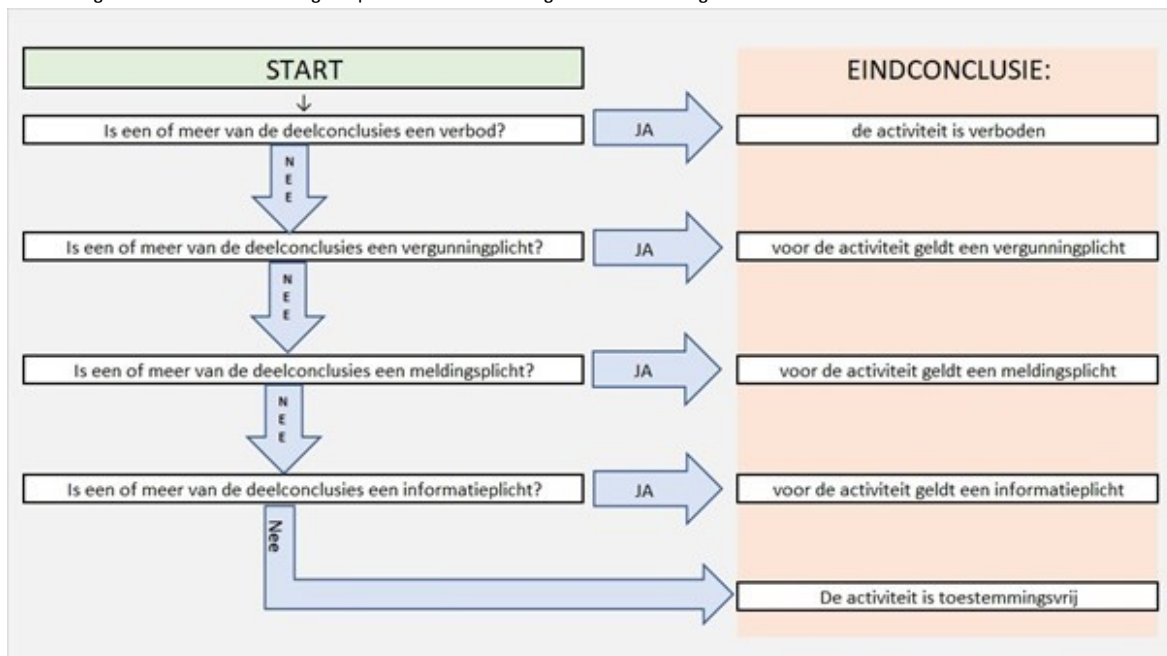 START
EINDCONCLUSIE:
↓
Is een of meer van de deelconclusies een verbod?
JA
de activiteit is verboden
NEE
Is een of meer van de deelconclusies een vergunningplicht?
JA
voor de activiteit geldt een vergunningplicht
NEE
Is een of meer van de deelconclusies een meldingsplicht?
JA
voor de activiteit geldt een meldingsplicht
NEE
Is een of meer van de deelconclusies een informatieplicht?
JA
voor de activiteit geldt een informatieplicht
Nee
De activiteit is toestemmingsvrij